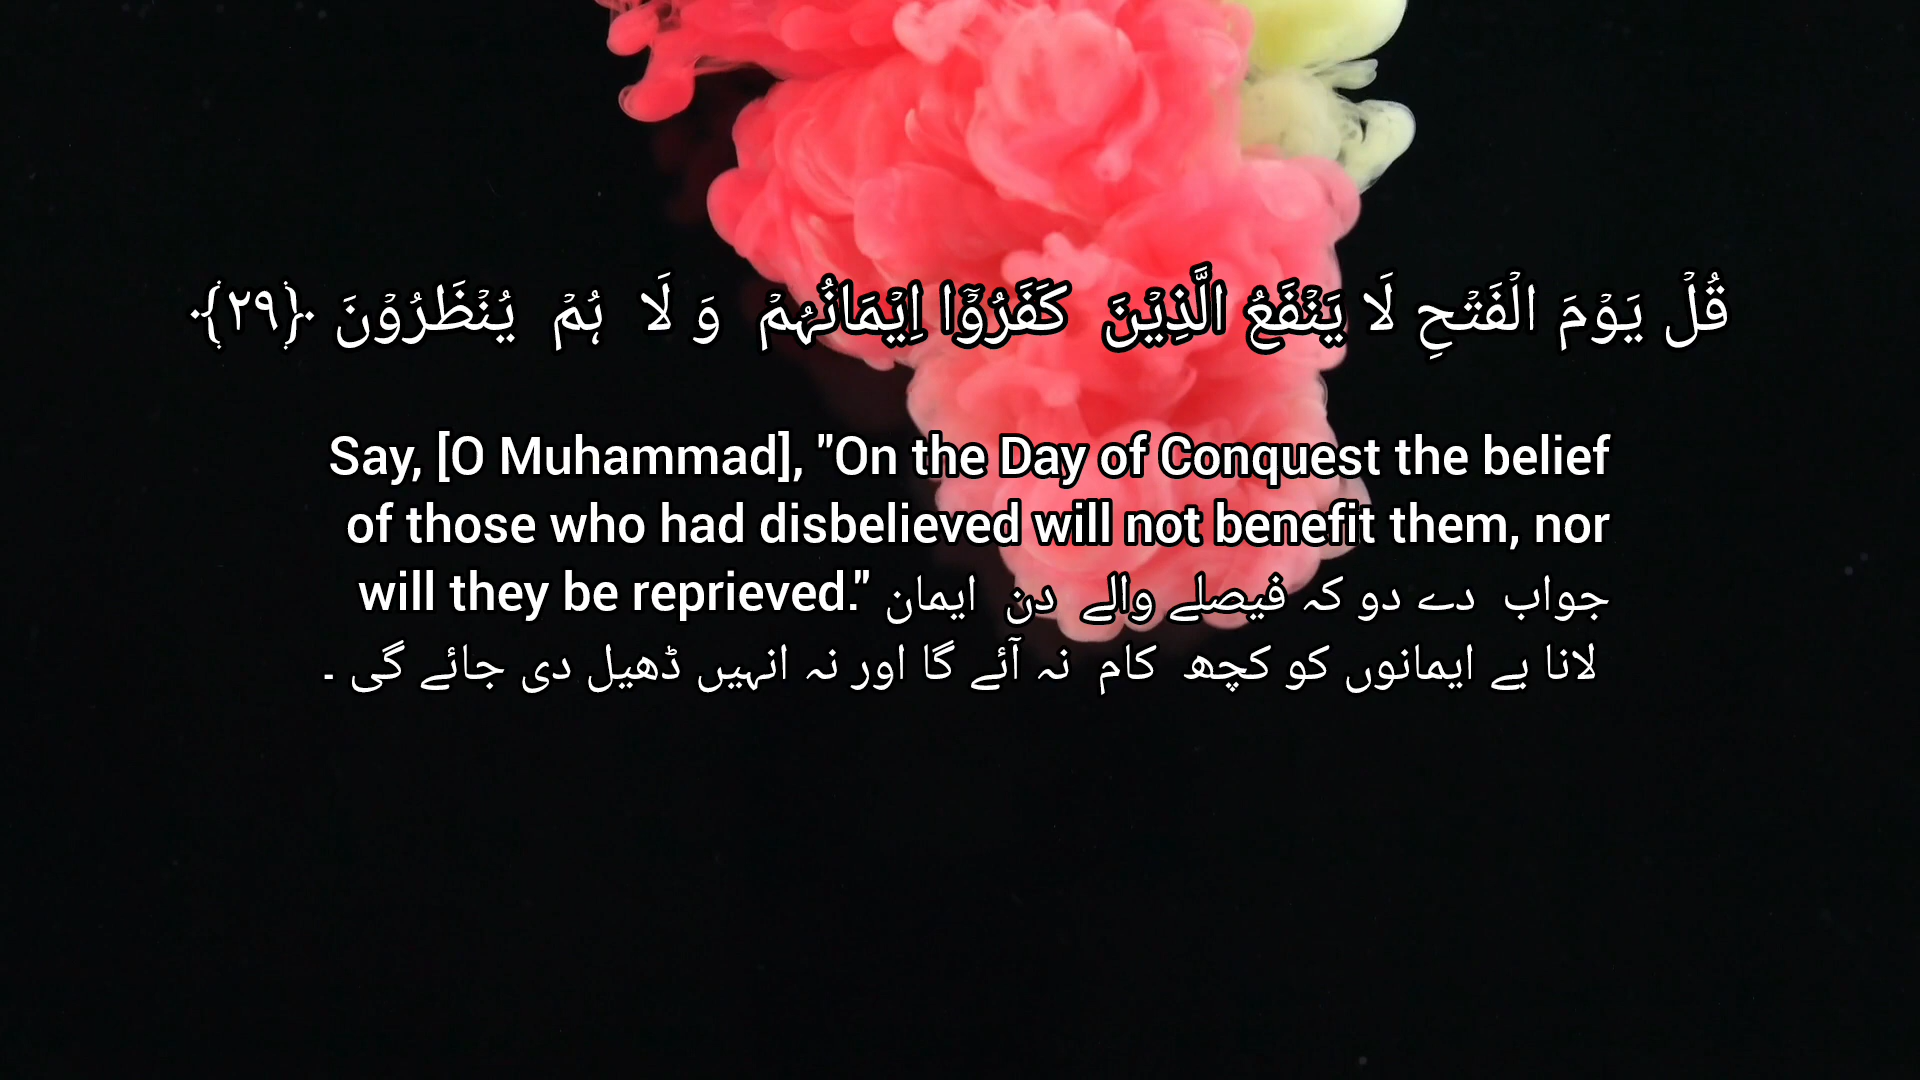 قُلۡ یَوۡمَ الۡفَتۡحِ لَا یَنۡفَعُ الَّذِیۡنَ کَفَرُوۡۤا اِیۡمَانُہُمۡ وَ لَا ہُمۡ یُنۡظَرُوۡنَ ﴿۲۹﴾
Say, [O Muhammad], "On the Day of Conquest the belief
of those who had disbelieved will not benefit them, nor
will they be reprieved." جواب دے دو کہ فیصلے والے دن ایمان
لانا بے ایمانوں کو کچھ کام نہ آئے گا اور نہ انہیں ڈھیل دی جائے گی ۔